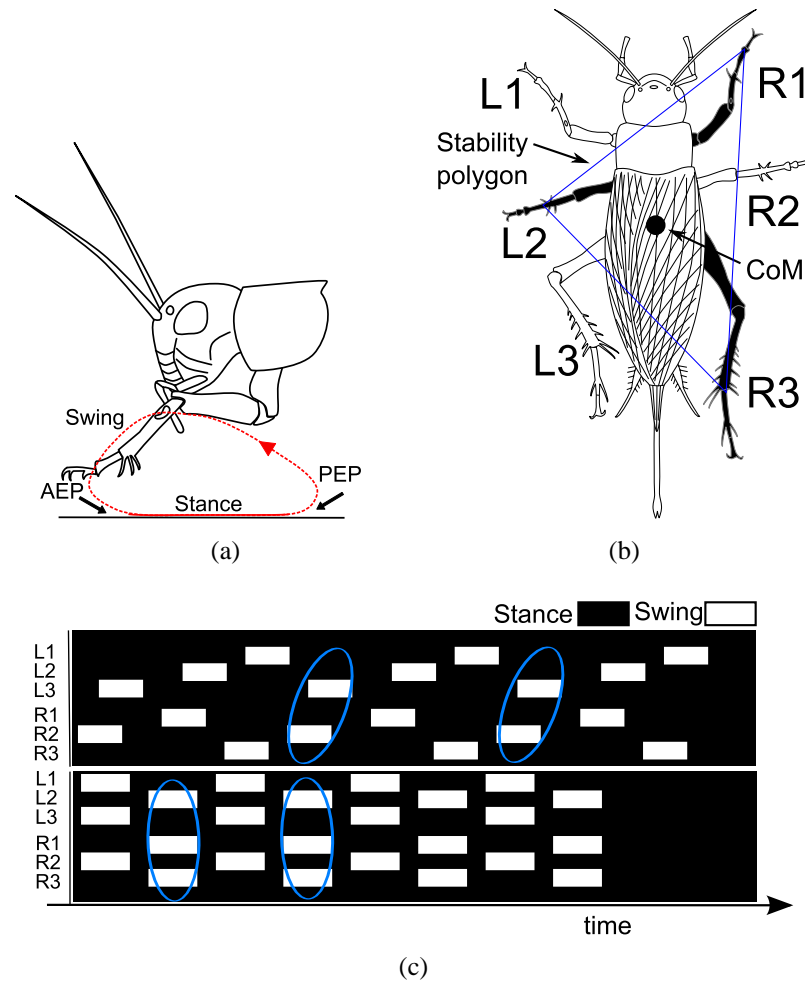 Swing
AEP
Stance
PEP
(a)
L1
R1
Stability
polygon
L2
R2
CoM
L3
R3
(b)
Stance Swing
L1
L2
L3
R1
R2
R3
L1
L2
L3
R1
R2
R3
time
(c)